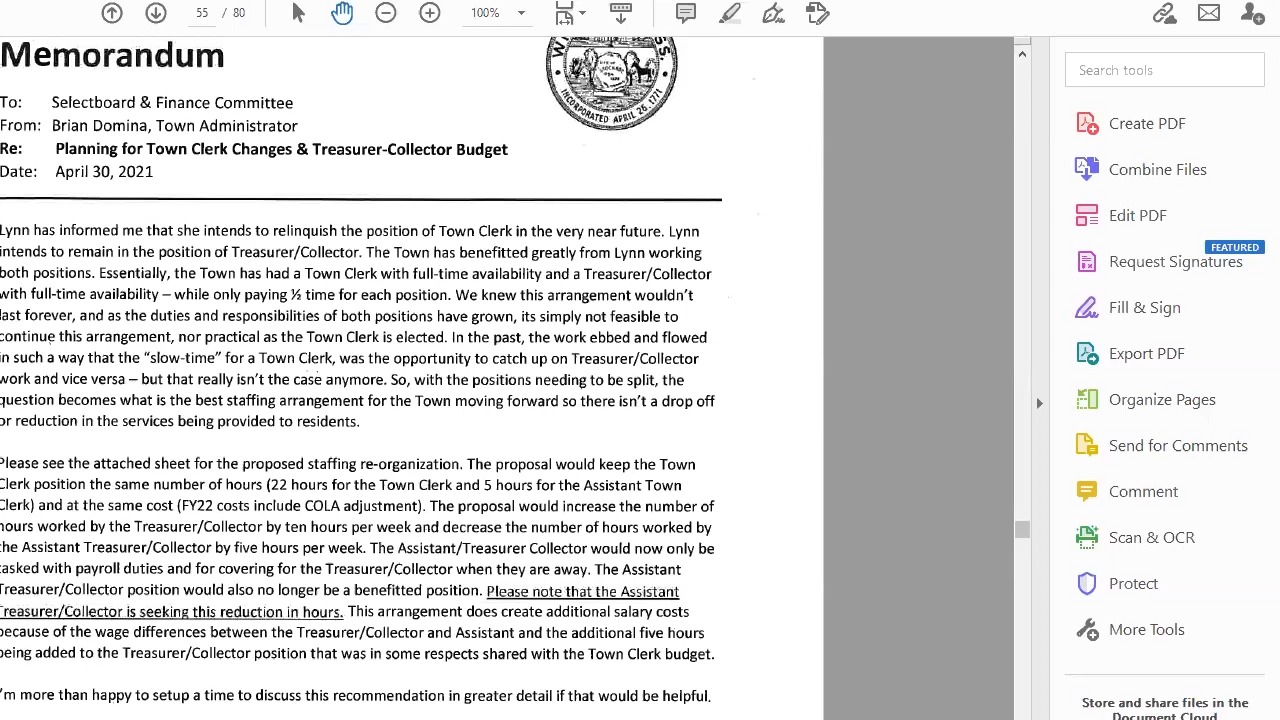 55 / 80
100%
Memorandum
To: Selectboard & Finance Committee
From: Brian Domina, Town Administrator
Re: Planning for Town Clerk Changes & Treasurer-Collector Budget
Date: April 30, 2021
INCORPORATED APRIL 26, 1771
Lynn has informed me that she intends to relinquish the position of Town Clerk in the very near future. Lynn
intends to remain in the position of Treasurer/Collector. The Town has benefitted greatly from Lynn working
both positions. Essentially, the Town has had a Town Clerk with full-time availability and a Treasurer/Collector
with full-time availability – while only paying ½ time for each position. We knew this arrangement wouldn't
last forever, and as the duties and responsibilities of both positions have grown, its simply not feasible to
continue this arrangement, nor practical as the Town Clerk is elected. In the past, the work ebbed and flowed
in such a way that the “slow-time” for a Town Clerk, was the opportunity to catch up on Treasurer/Collector
work and vice versa – but that really isn't the case anymore. So, with the positions needing to be split, the
question becomes what is the best staffing arrangement for the Town moving forward so there isn't a drop off
or reduction in the services being provided to residents.
Please see the attached sheet for the proposed staffing re-organization. The proposal would keep the Town
Clerk position the same number of hours (22 hours for the Town Clerk and 5 hours for the Assistant Town
Clerk) and at the same cost (FY22 costs include COLA adjustment). The proposal would increase the number of
hours worked by the Treasurer/Collector by ten hours per week and decrease the number of hours worked by
the Assistant Treasurer/Collector by five hours per week. The Assistant/Treasurer Collector would now only be
tasked with payroll duties and for covering for the Treasurer/Collector when they are away. The Assistant
Treasurer/Collector position would also no longer be a benefitted position. Please note that the Assistant
Treasurer/Collector is seeking this reduction in hours. This arrangement does create additional salary costs
because of the wage differences between the Treasurer/Collector and Assistant and the additional five hours
being added to the Treasurer/Collector position that was in some respects shared with the Town Clerk budget.
I'm more than happy to setup a time to discuss this recommendation in greater detail if that would be helpful.
Search tools
Create PDF
Combine Files
Edit PDF
FEATURED
Request Signatures
Fill & Sign
Export PDF
Organize Pages
Send for Comments
Comment
Scan & OCR
Protect
More Tools
Store and share files in the
Document Cloud